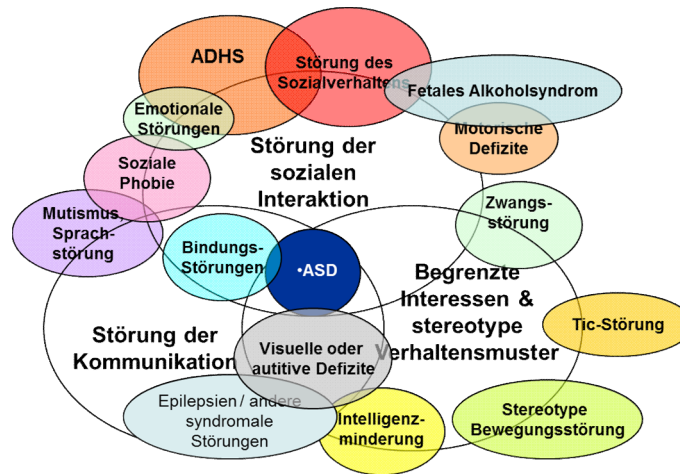 ADHS
Störung des
Sozialverhaltens
Fetales Alkoholsyndrom
Emotionale
Störungen
Motorische
Defizite
Störung der
sozialen
Interaktion
Soziale
Phobie
Mutismus,
Sprach-
störung
Zwangs-
störung
Bindungs-
Störungen
•ASD
Begrenzte
Interessen &
stereotype
Verhaltensmuster
Tic-Störung
Störung der
Kommunikation
Visuelle oder
autitive Defizite
Epilepsien / andere
syndromale
Störungen
Intelligenz-
minderung
Stereotype
Bewegungsstörung